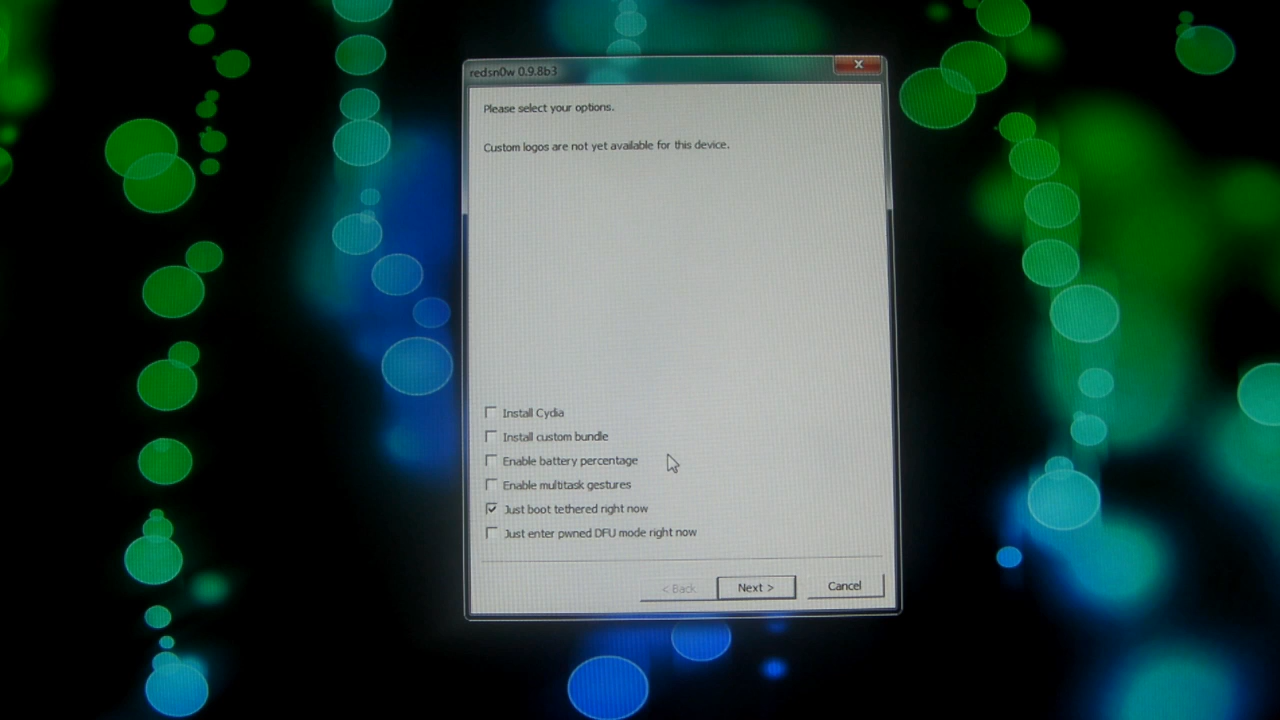 redsn0w 0.9.8b3
Please select your options.
Custom logos are not yet available for this device.
Install Cydia
Install custom bundle
Enable battery percentage
Enable multitask gestures
Just boot tethered right now
Just enter pwned DFU mode right now
< Back
Next >
Cancel